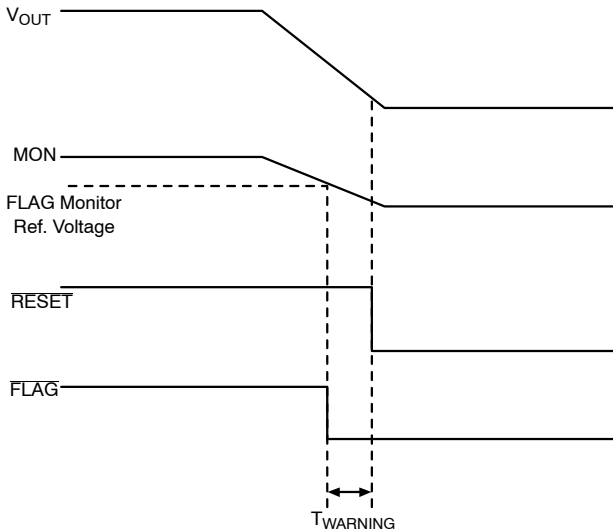 VOUT
MON
FLAG Monitor
Ref. Voltage
RESET
FLAG
TWARNING